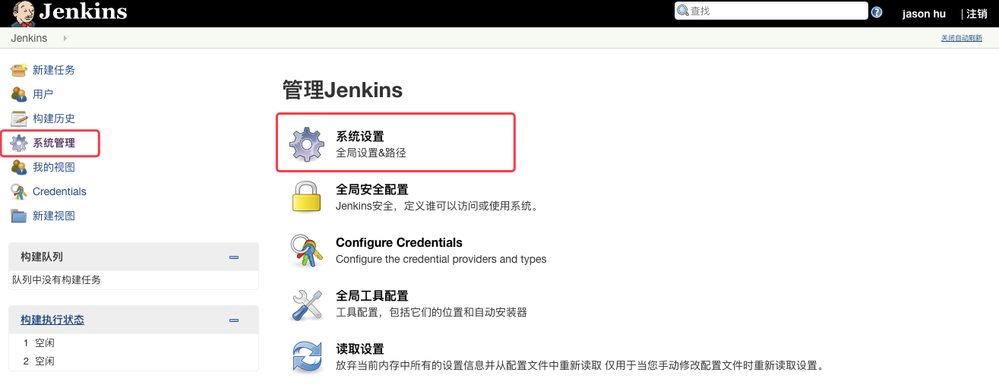 Jenkins
查找
jason hu
| 注销
Jenkins
关闭自动刷新
新建任务
用户
构建历史
系统管理
我的视图
Credentials
新建视图
构建队列
队列中没有构建任务
构建执行状态
1 空闲
2 空闲
管理Jenkins
系统设置
全局设置&路径
全局安全配置
Jenkins安全，定义谁可以访问或使用系统。
Configure Credentials
Configure the credential providers and types
全局工具配置
工具配置，包括它们的位置和自动安装器
读取设置
放弃当前内存中所有的设置信息并从配置文件中重新读取 仅用于当您手动修改配置文件时重新读取设置。